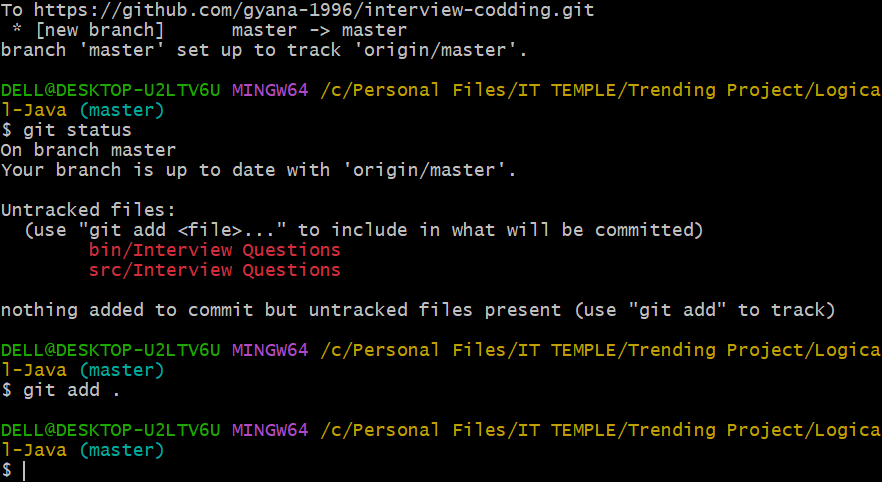 To https://github.com/gyana-1996/interview-codding.git
 * [new branch]      master -> master
branch 'master' set up to track 'origin/master'.
DELL@DESKTOP-U2LTV6U MINGW64 /c/Personal Files/IT TEMPLE/Trending Project/Logica
l-Java (master)
$ git status
On branch master
Your branch is up to date with 'origin/master'.
Untracked files:
  (use "git add <file>..." to include in what will be committed)
        bin/Interview Questions
        src/Interview Questions
nothing added to commit but untracked files present (use "git add" to track)
DELL@DESKTOP-U2LTV6U MINGW64 /c/Personal Files/IT TEMPLE/Trending Project/Logica
l-Java (master)
$ git add .
DELL@DESKTOP-U2LTV6U MINGW64 /c/Personal Files/IT TEMPLE/Trending Project/Logica
l-Java (master)
$